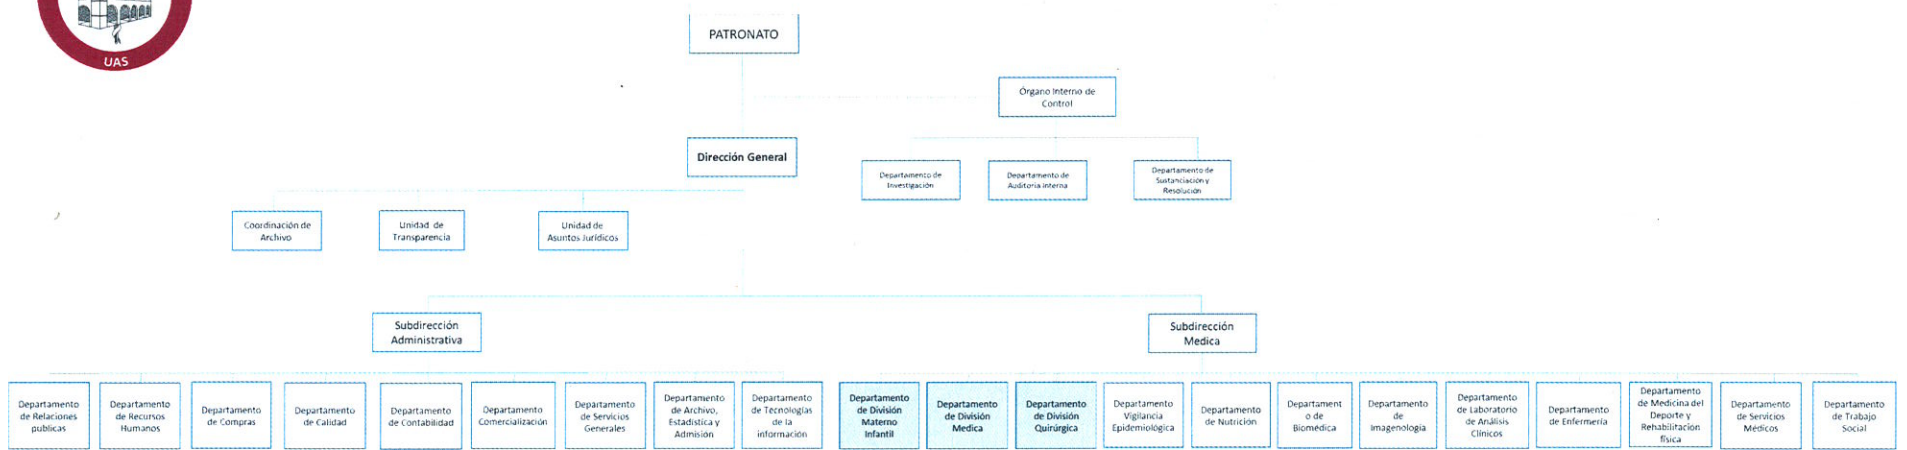 UAS
PATRONATO
Órgano Interno de
Control
Dirección General
Departamento de
Investigación
Departamento de
Auditoria Interna
Departamento de
Sustanciación y
Resolución
Coordinación de
Archivo
Unidad de
Transparencia
Unidad de
Asuntos Jurídicos
Subdirección
Administrativa
Subdirección
Medica
Departamento
de Relaciones
publicas
Departamento
de Recursos
Humanos
Departamento
de Compras
Departamento
de Calidad
Departamento
de Contabilidad
Departamento
Comercialización
Departamento
de Servicios
Generales
Departamento
de Archivo,
Estadística y
Admisión
Departamento
de Tecnologías
de la
información
Departamento
de División
Materno
Infantil
Departamento
de División
Medica
Departamento
de División
Quirúrgica
Departamento
Vigilancia
Epidemiológica
Departamento
de Nutrición
Departament
o de
Biomédica
Departamento
de
Imagenología
Departamento
de Laboratorio
de Análisis
Clínicos
Departamento
de Enfermería
Departamento
de Medicina del
Deporte y
Rehabilitación
física
Departamento
de Servicios
Médicos
Departamento
de Trabajo
Social